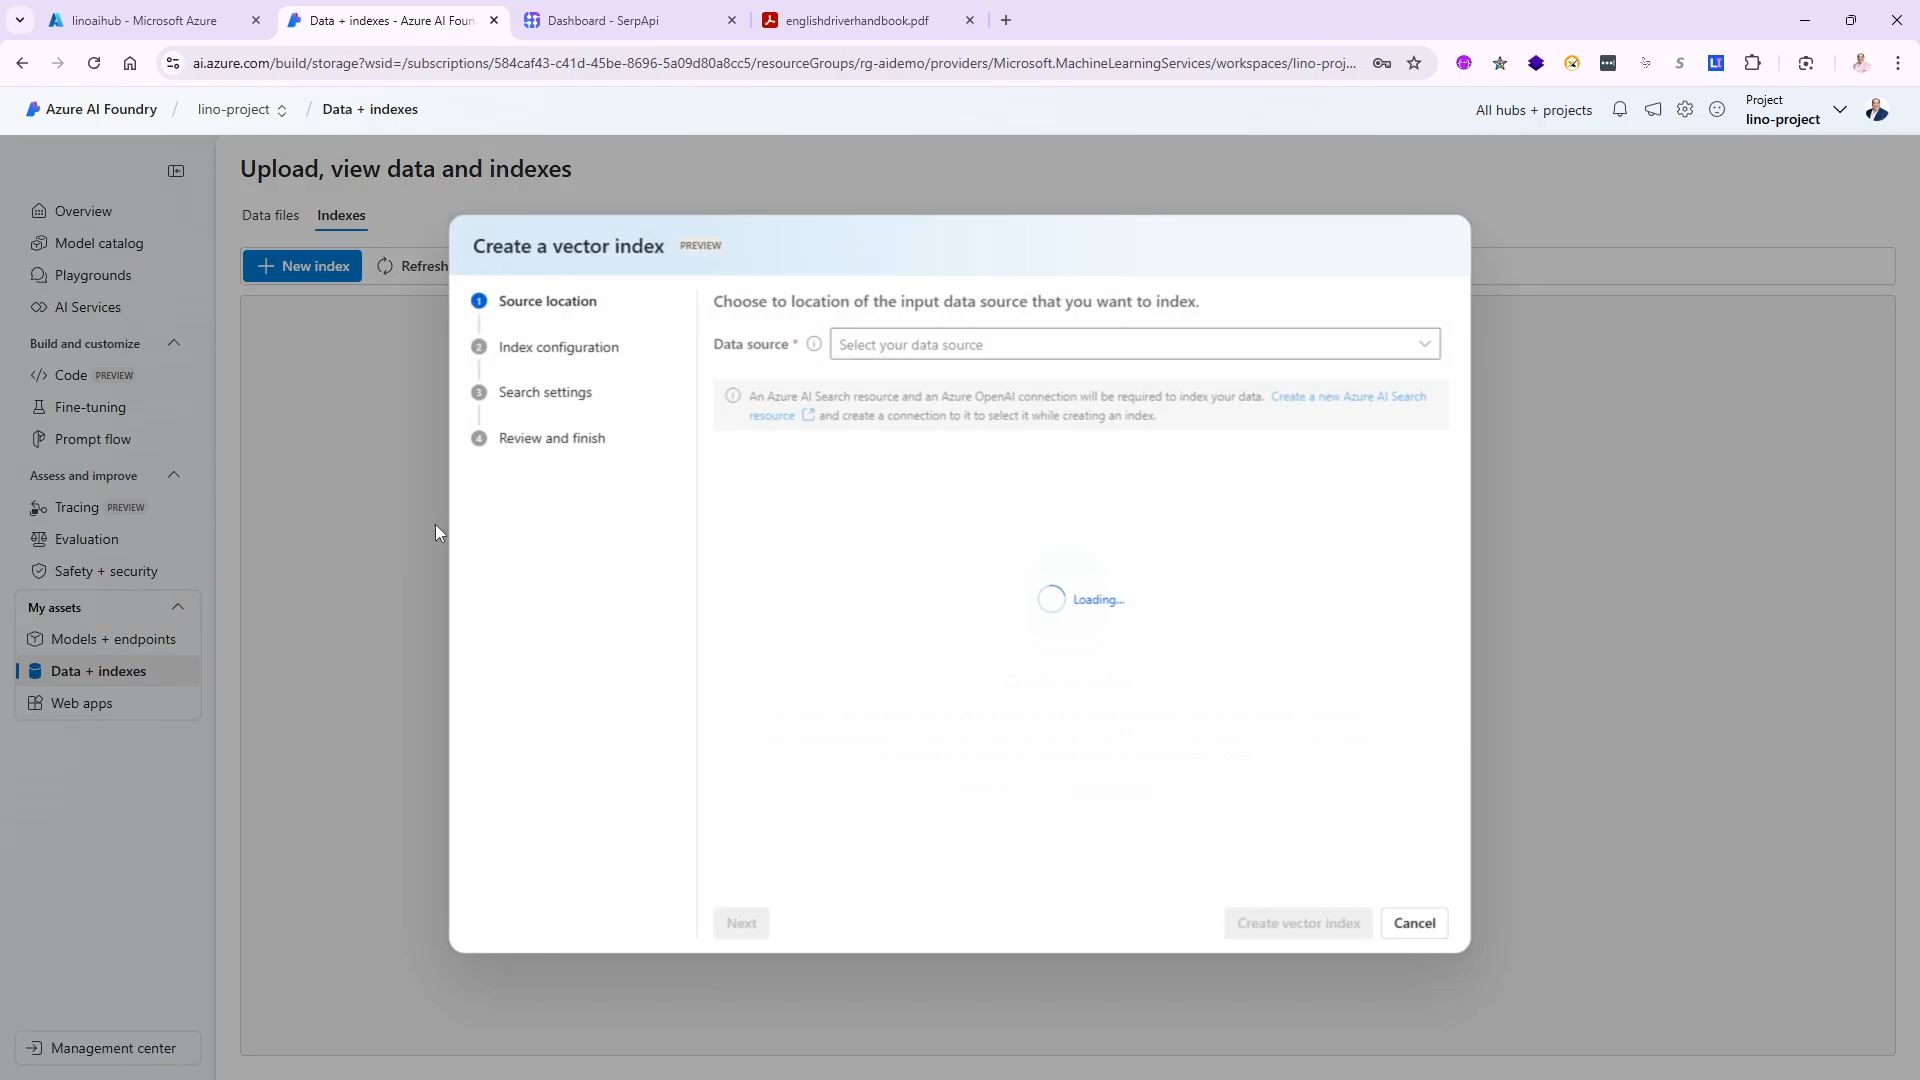 linoaihub - Microsoft Azure
Data + indexes - Azure AI Foun
Dashboard - SerpApi
englishdriverhandbook.pdf
ai.azure.com/build/storage?wsid=/subscriptions/584caf43-c41d-45be-8696-5a09d80a8cc5/resourceGroups/rg-aidemo/providers/Microsoft.MachineLearningServices/workspaces/lino-proj...
Azure AI Foundry / lino-project / Data + indexes
All hubs + projects
Project
lino-project
Upload, view data and indexes
Data files Indexes
New index Refresh
Overview
Model catalog
Playgrounds
AI Services
Build and customize
Code PREVIEW
Fine-tuning
Prompt flow
Assess and improve
Tracing PREVIEW
Evaluation
Safety + security
My assets
Models + endpoints
Data + indexes
Web apps
Management center
Create a vector index PREVIEW
1 Source location
2 Index configuration
3 Search settings
4 Review and finish
Choose to location of the input data source that you want to index.
Data source * Select your data source
An Azure AI Search resource and an Azure OpenAI connection will be required to index your data. Create a new Azure AI Search
resource and create a connection to it to select it while creating an index.
Loading...
Next
Create vector index
Cancel